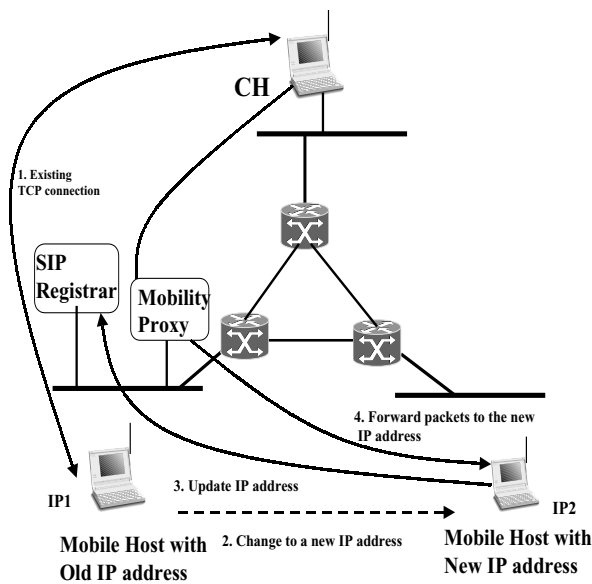 CH
1. Existing
TCP connection
SIP
Registrar
Mobility
Proxy
4. Forward packets to the new
IP address
IP1
3. Update IP address
IP2
2. Change to a new IP address
Mobile Host with
Old IP address
Mobile Host with
New IP address